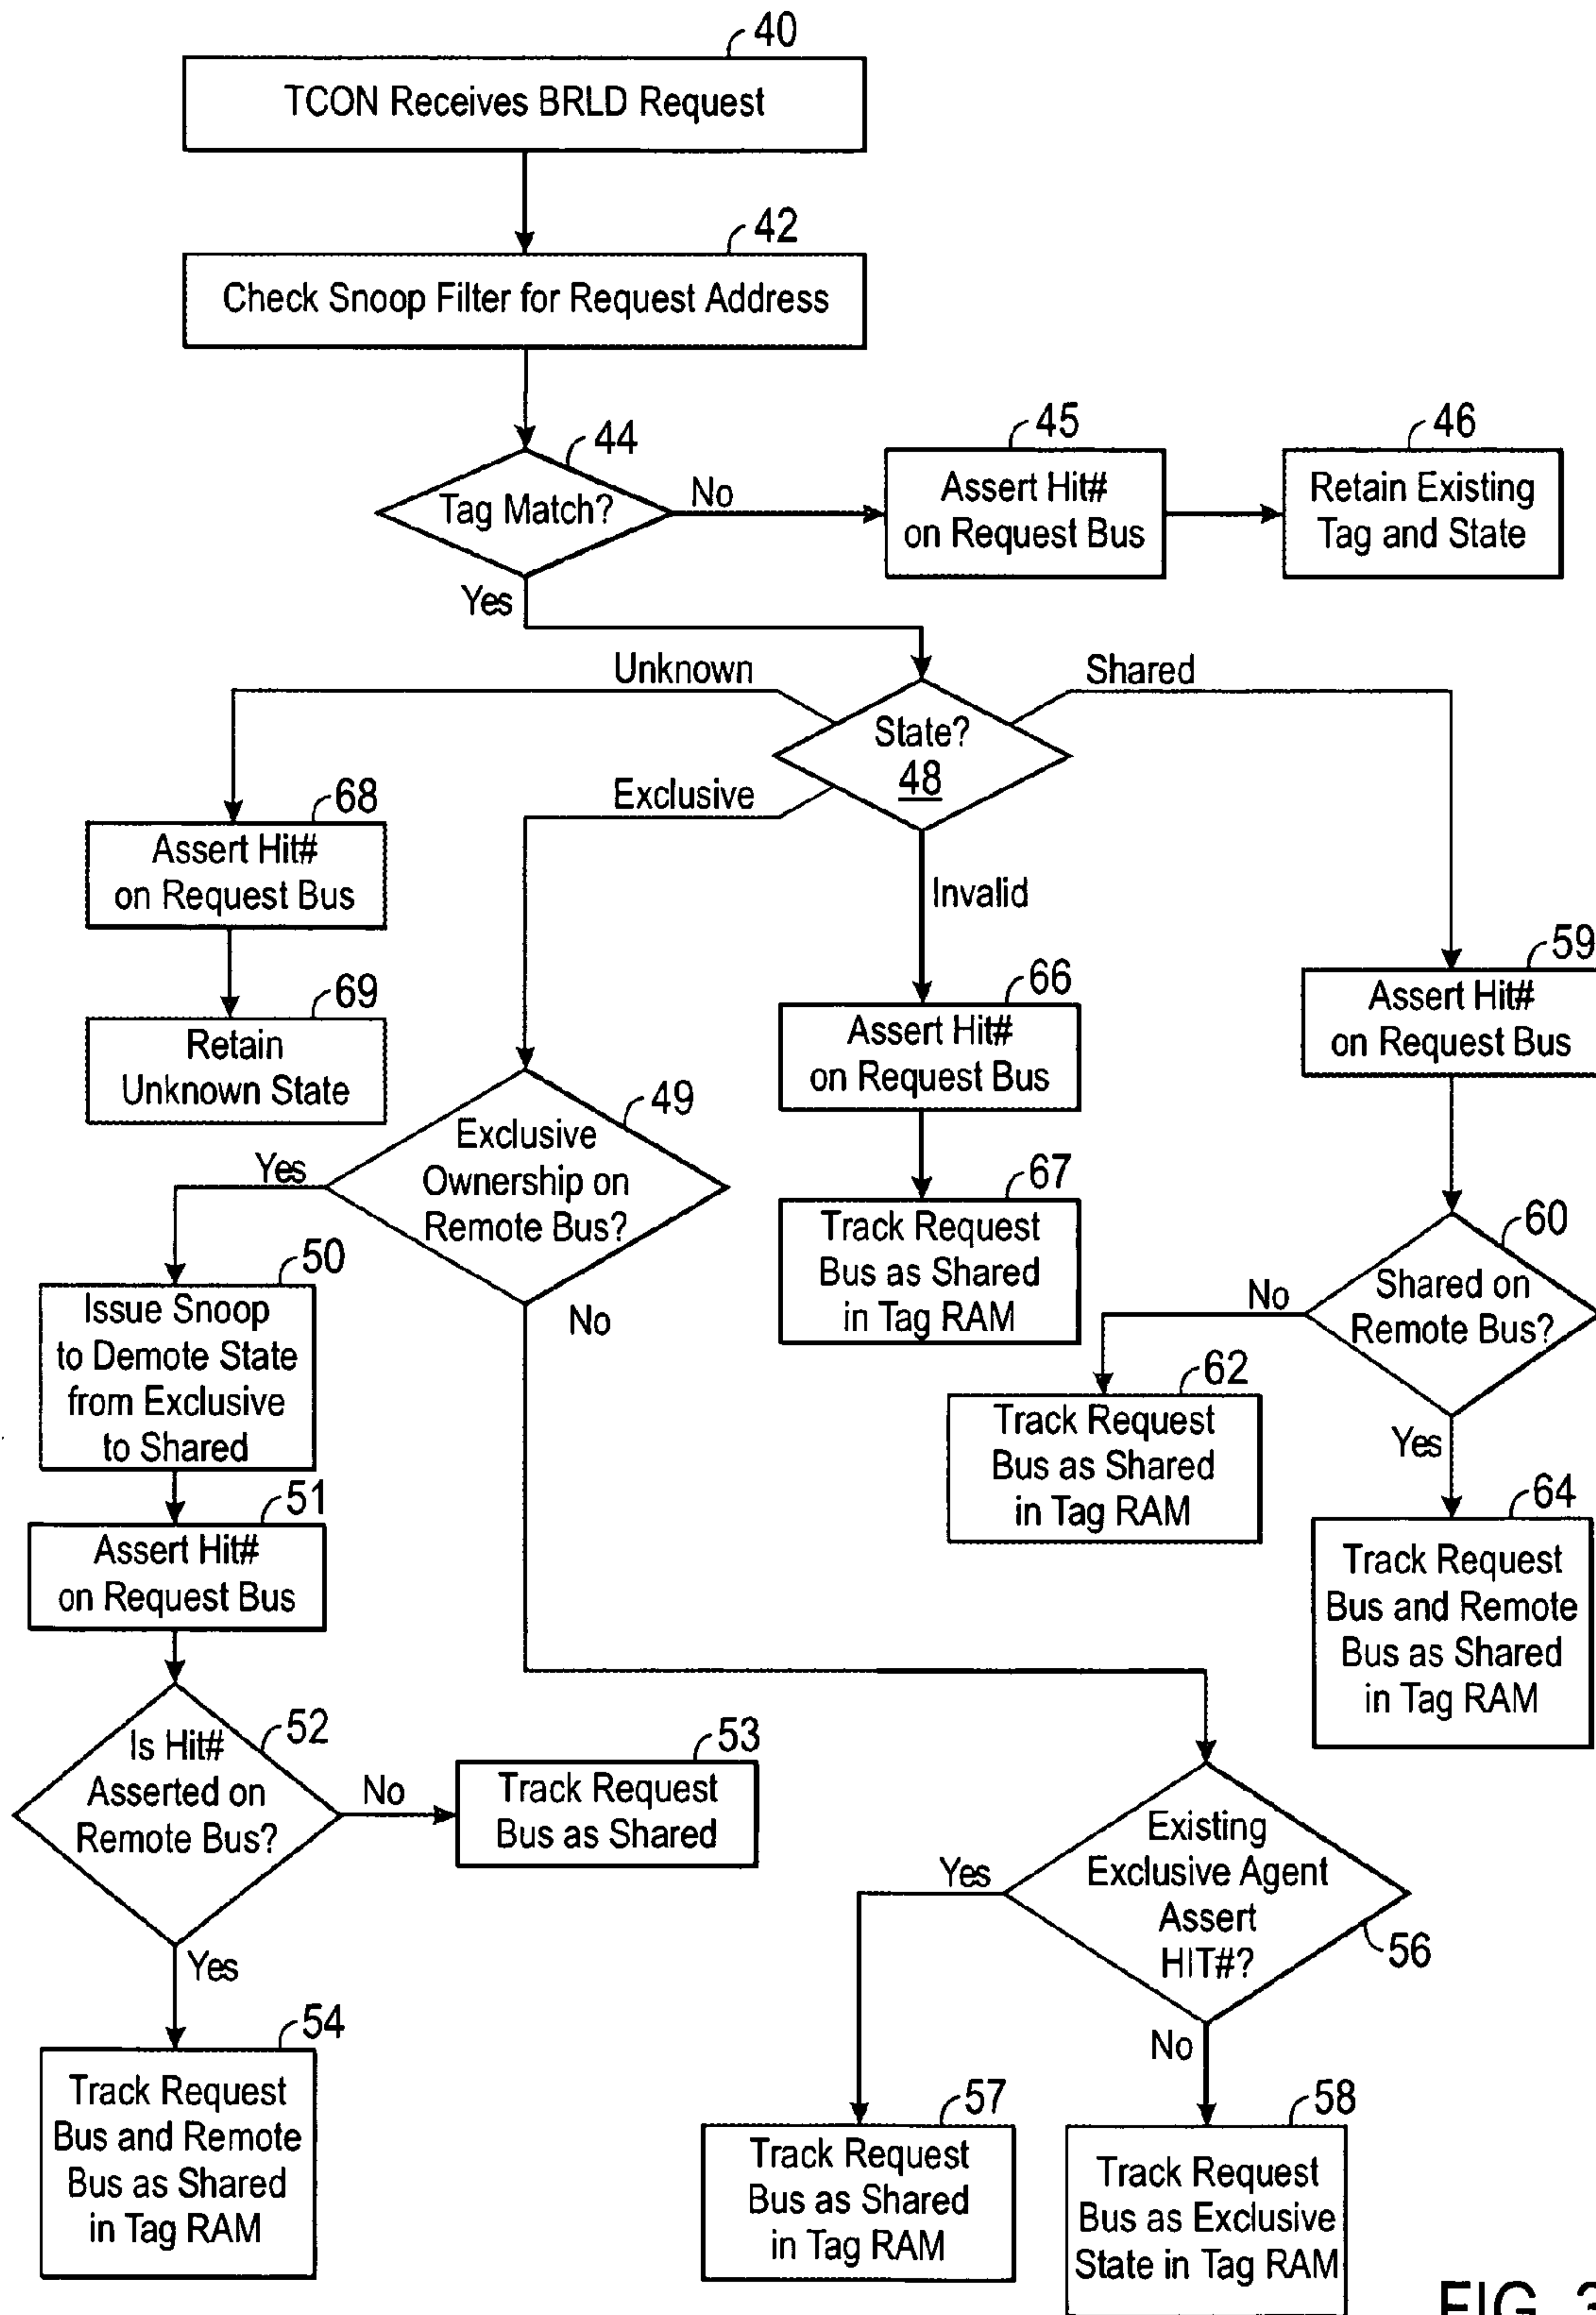 40
TCON Receives BRLD Request
42
Check Snoop Filter for Request Address
44
Tag Match?
No
Yes
45
Assert Hit#
on Request Bus
46
Retain Existing
Tag and State
Unknown
Shared
State?
48
Exclusive
Invalid
68
Assert Hit#
on Request Bus
69
Retain
Unknown State
49
Exclusive
Ownership on
Remote Bus?
Yes
No
66
Assert Hit#
on Request Bus
67
Track Request
Bus as Shared
in Tag RAM
59
Assert Hit#
on Request Bus
60
Shared on
Remote Bus?
No
Yes
62
Track Request
Bus as Shared
in Tag RAM
64
Track Request
Bus and Remote
Bus as Shared
in Tag RAM
50
Issue Snoop
to Demote State
from Exclusive
to Shared
51
Assert Hit#
on Request Bus
52
Is Hit#
Asserted on
Remote Bus?
No
Yes
53
Track Request
Bus as Shared
54
Track Request
Bus and Remote
Bus as Shared
in Tag RAM
Existing
Exclusive Agent
Assert
HIT#?
56
Yes
No
57
Track Request
Bus as Shared
in Tag RAM
58
Track Request
Bus as Exclusive
State in Tag RAM
FIG. 3